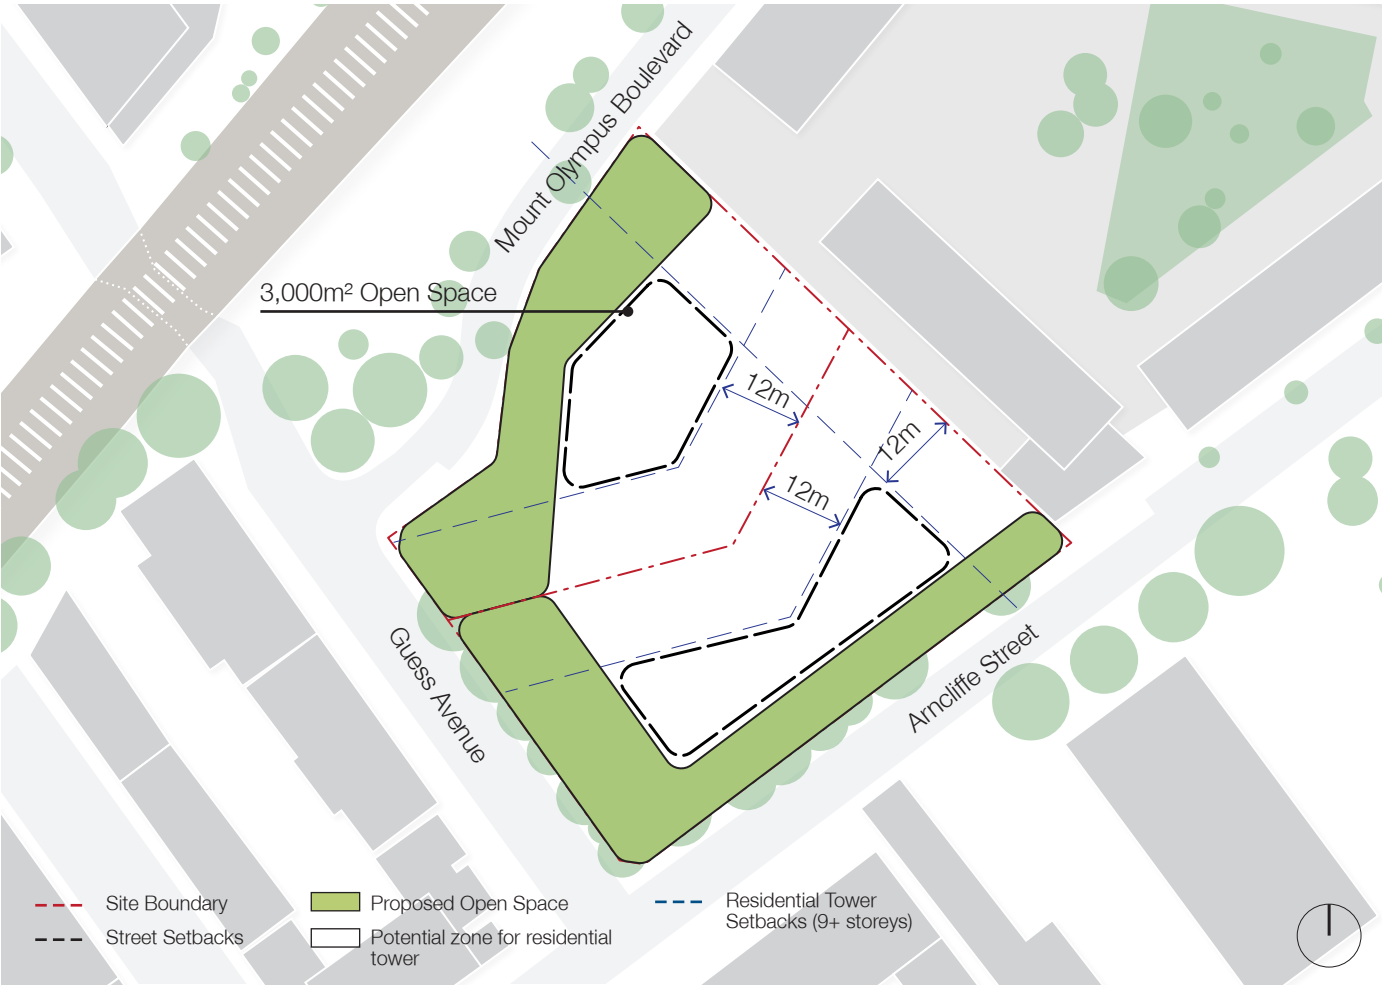 Mount Olympus Boulevard
3,000m² Open Space
12m
12m
12m
Guess Avenue
Arncliffe Street
Site Boundary
Street Setbacks
Proposed Open Space
Potential zone for residential
tower
Residential Tower
Setbacks (9+ storeys)